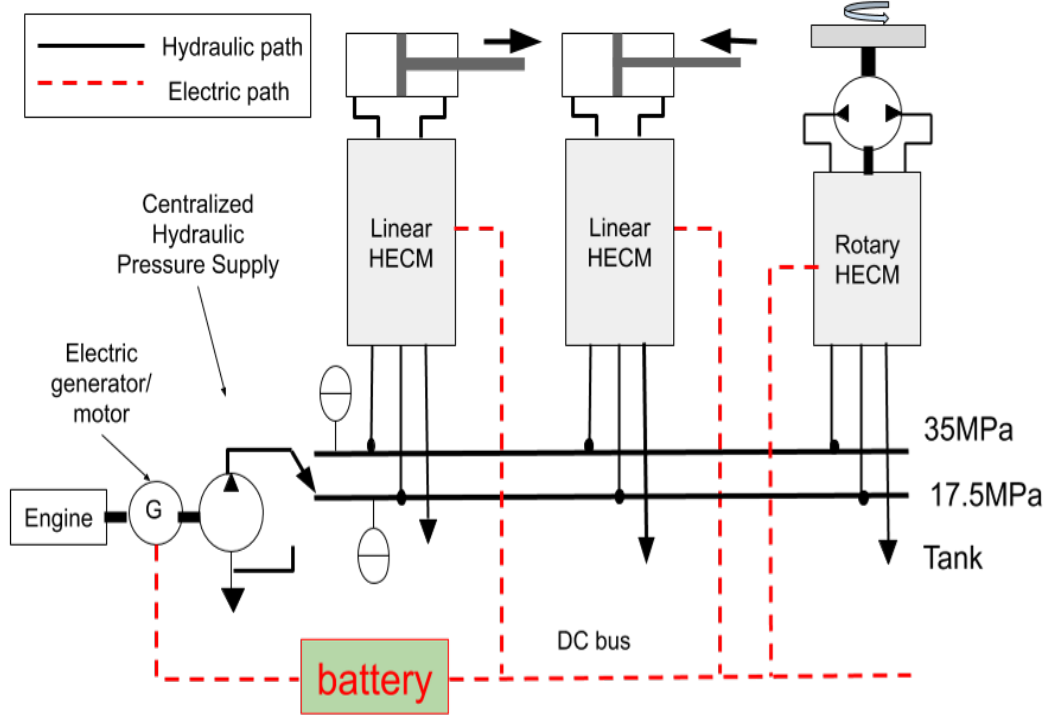 Hydraulic path
Electric path
Centralized
Hydraulic
Pressure Supply
Linear
HECM
Linear
HECM
Rotary
HECM
Electric
generator/
motor
35MPa
17.5MPa
Engine
G
Tank
DC bus
battery